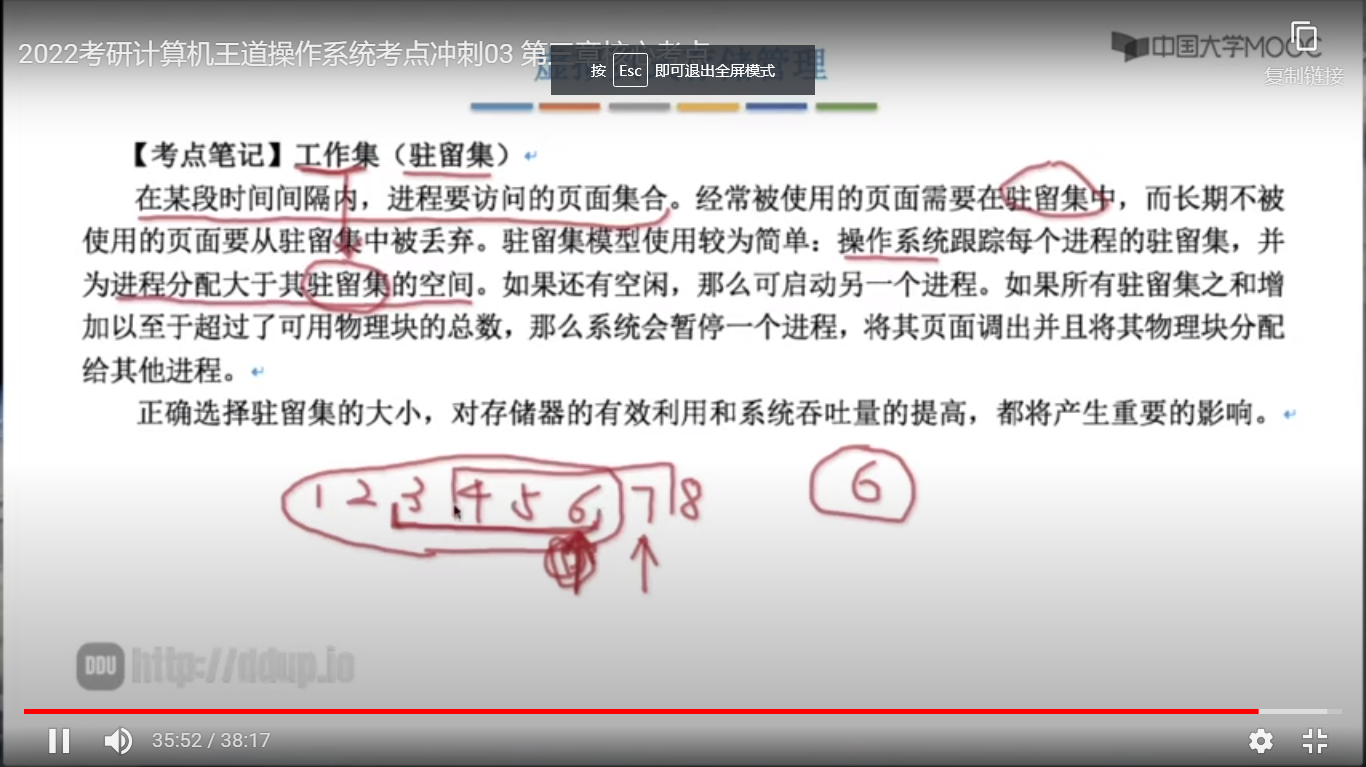 2022考研计算机王道操作系统考点冲刺03 第
中国大学MOOC
按 Esc 即可退出全屏模式
管理
复制链接
【考点笔记】工作集（驻留集）
在某段时间间隔内，进程要访问的页面集合。经常被使用的页面需要在驻留集中，而长期不被
使用的页面要从驻留集中被丢弃。驻留集模型使用较为简单：操作系统跟踪每个进程的驻留集，并
为进程分配大于其驻留集的空间。如果还有空闲，那么可启动另一个进程。如果所有驻留集之和增
加以至于超过了可用物理块的总数，那么系统会暂停一个进程，将其页面调出并且将其物理块分配
给其他进程。
正确选择驻留集的大小，对存储器的有效利用和系统吞吐量的提高，都将产生重要的影响。
1 2 3 4 5 6 7 8 6
DDU http://ddup.io
35:52 / 38:17